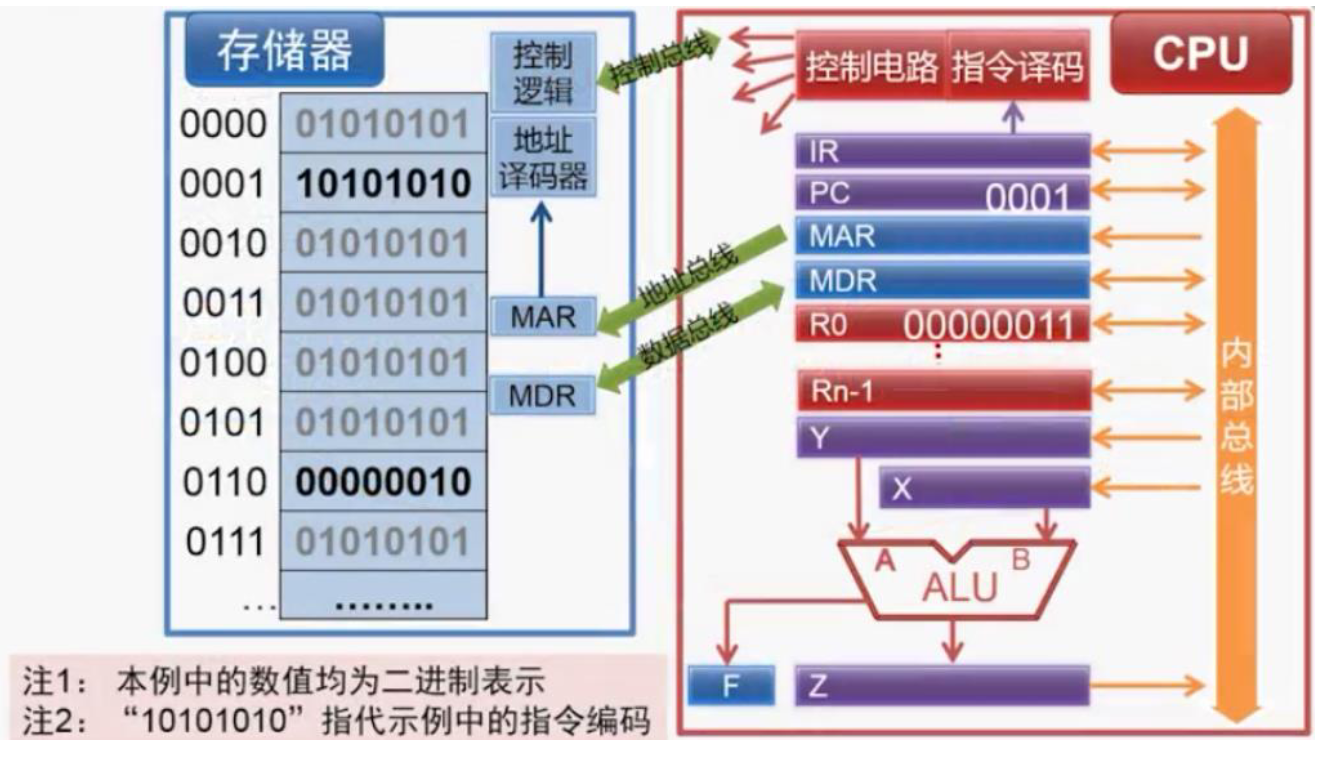 存储器
控制
逻辑
地址
译码器
0000 01010101
0001 10101010
0010 01010101
0011 01010101
0100 01010101
0101 01010101
0110 00000010
0111 01010101
... ........
MAR
MDR
控制总线
地址总线
数据总线
CPU
控制电路 指令译码
IR
PC 0001
MAR
MDR
R0 00000011
Rn-1
Y
X
A B
ALU
F
Z
内部总线
注1： 本例中的数值均为二进制表示
注2： “10101010”指代示例中的指令编码